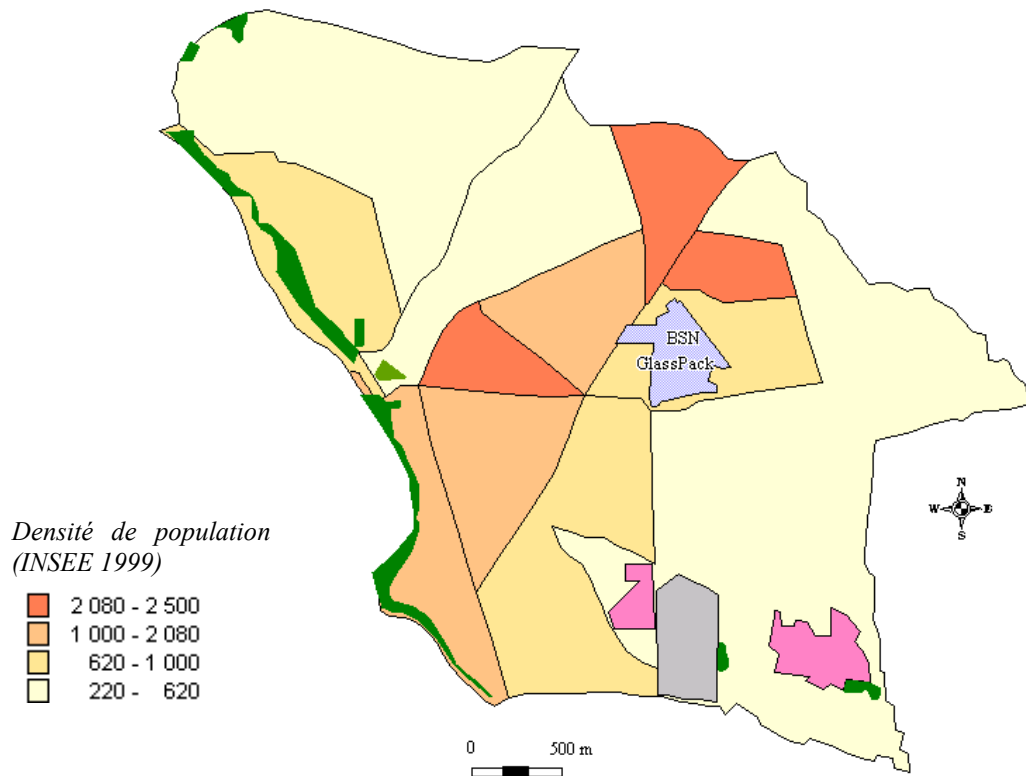 BSN
GlassPack
N
W E
S
Densité de population
(INSEE 1999)
2 080 - 2 500
1 000 - 2 080
620 - 1 000
220 - 620
0 500 m